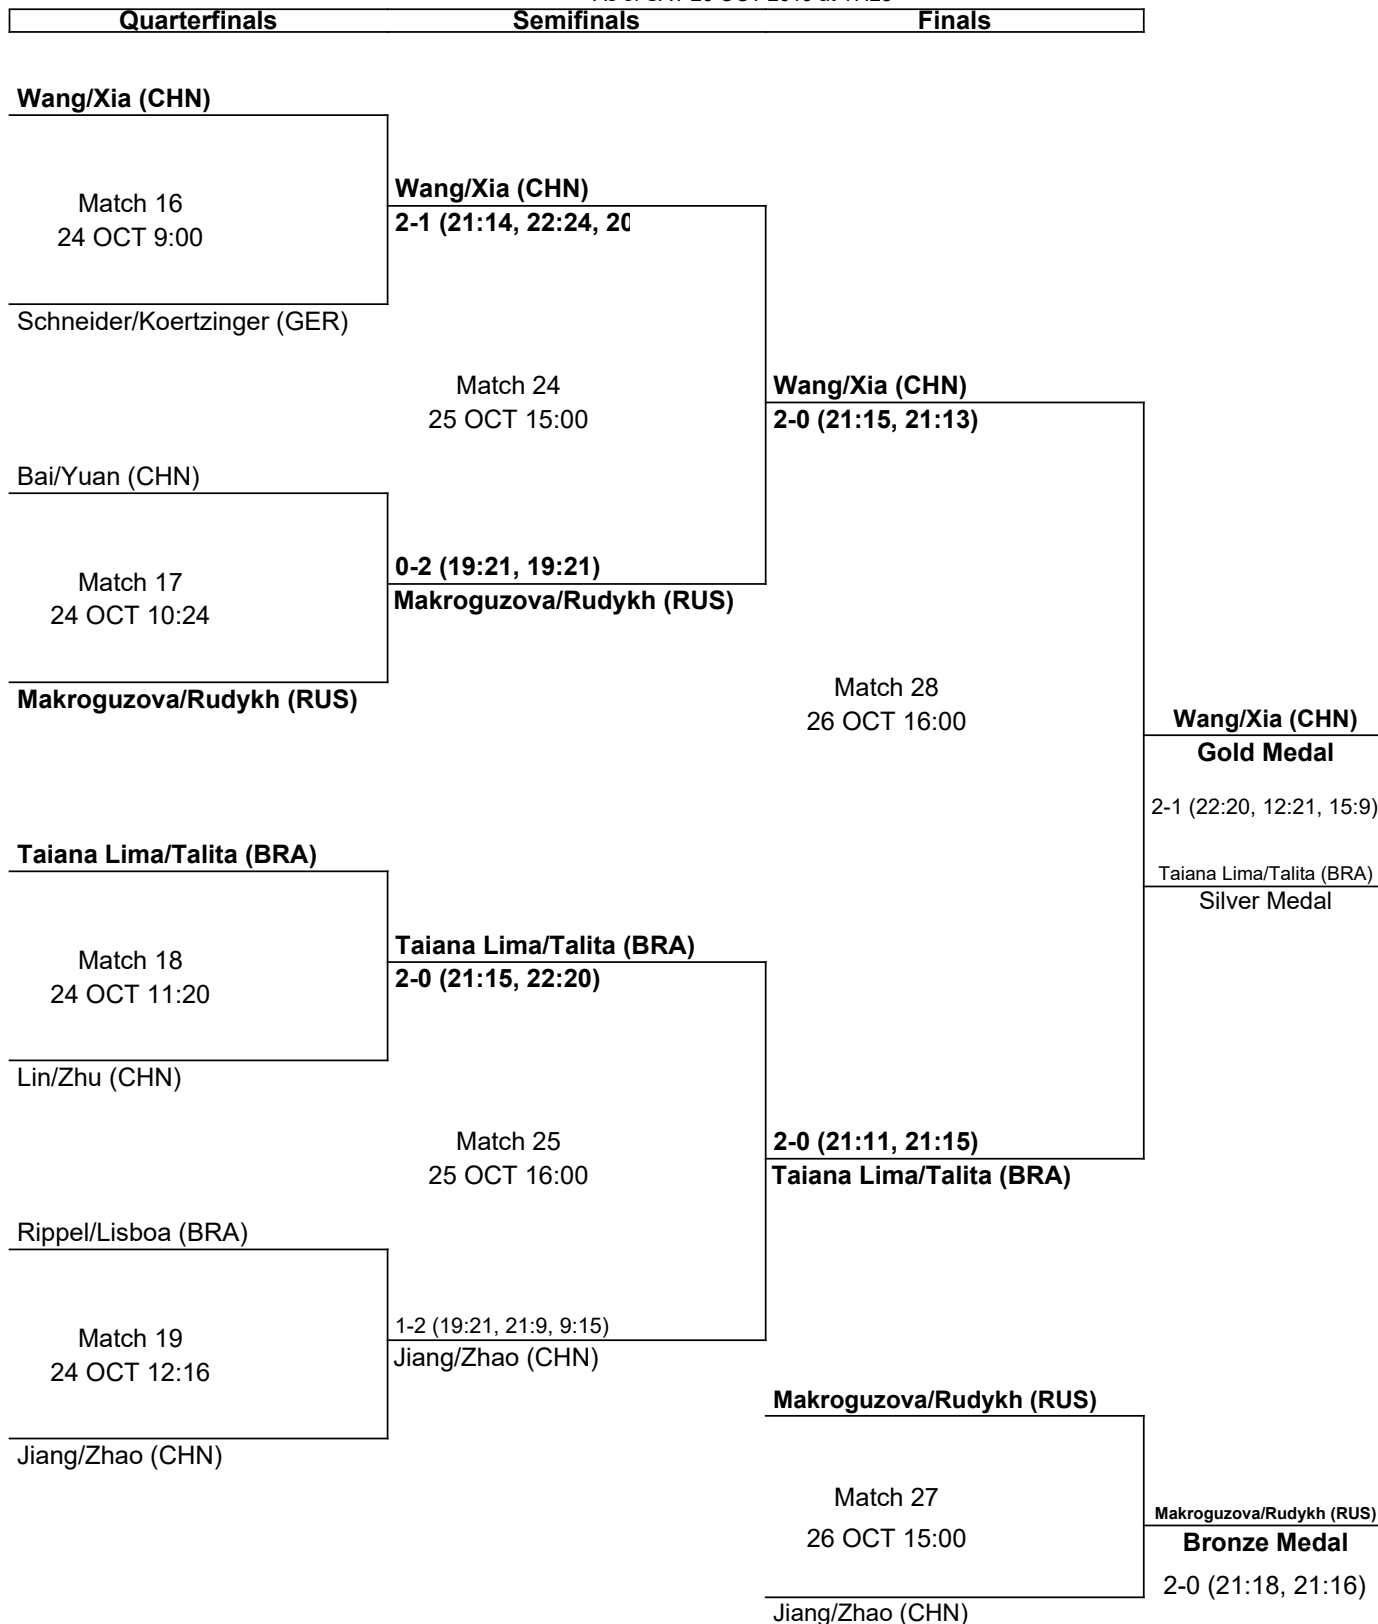 Quarterfinals Semifinals Finals
Wang/Xia (CHN)
Match 16
24 OCT 9:00
Schneider/Koertzinger (GER)
Wang/Xia (CHN)
2-1 (21:14, 22:24, 20
Match 24
25 OCT 15:00
Bai/Yuan (CHN)
Match 17
24 OCT 10:24
Makroguzova/Rudykh (RUS)
0-2 (19:21, 19:21)
Makroguzova/Rudykh (RUS)
Wang/Xia (CHN)
2-0 (21:15, 21:13)
Match 28
26 OCT 16:00
Wang/Xia (CHN)
Gold Medal
2-1 (22:20, 12:21, 15:9)
Taiana Lima/Talita (BRA)
Silver Medal
Taiana Lima/Talita (BRA)
Match 18
24 OCT 11:20
Lin/Zhu (CHN)
Taiana Lima/Talita (BRA)
2-0 (21:15, 22:20)
Match 25
25 OCT 16:00
2-0 (21:11, 21:15)
Taiana Lima/Talita (BRA)
Rippel/Lisboa (BRA)
Match 19
24 OCT 12:16
Jiang/Zhao (CHN)
1-2 (19:21, 21:9, 9:15)
Jiang/Zhao (CHN)
Makroguzova/Rudykh (RUS)
Match 27
26 OCT 15:00
Jiang/Zhao (CHN)
Makroguzova/Rudykh (RUS)
Bronze Medal
2-0 (21:18, 21:16)